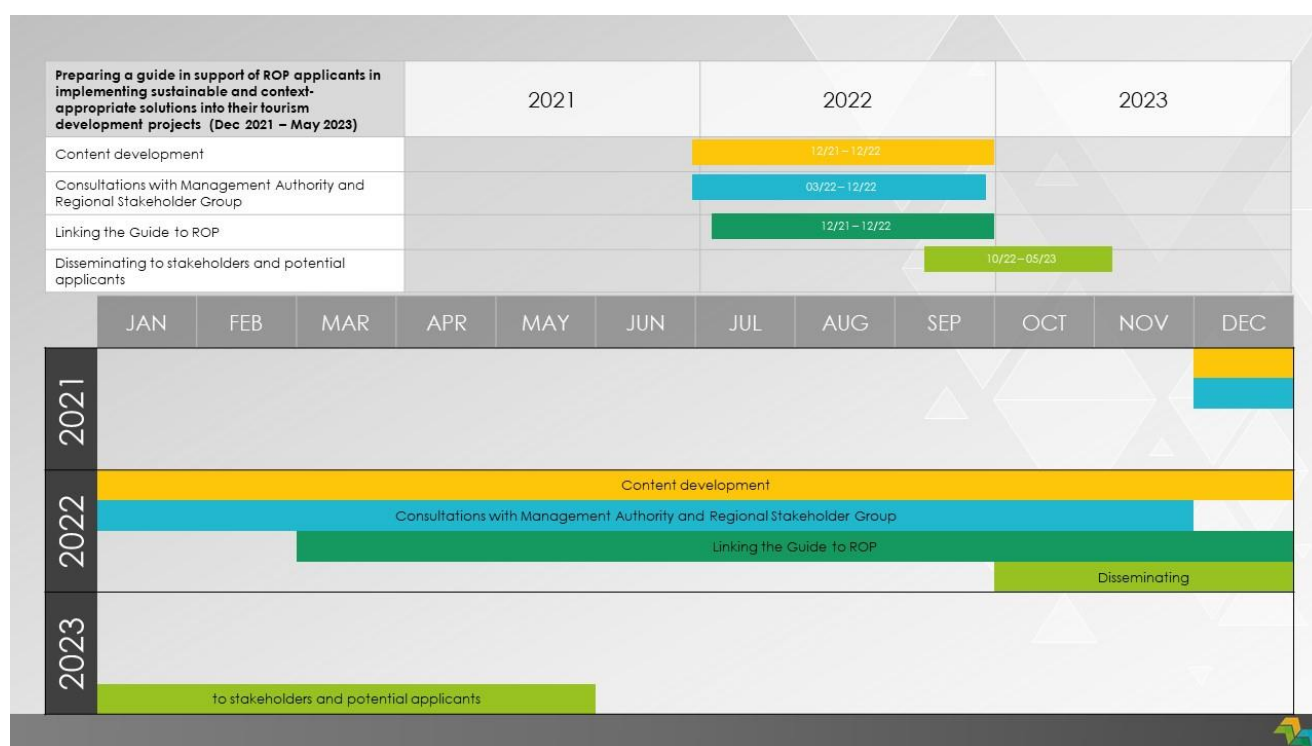 Preparing a guide in support of ROP applicants in
implementing sustainable and context-
appropriate solutions into their tourism
development projects (Dec 2021 – May 2023)
2021
2022
2023
Content development
12/21 – 12/22
Consultations with Management Authority and
Regional Stakeholder Group
03/22 – 12/22
Linking the Guide to ROP
12/21 – 12/22
Disseminating to stakeholders and potential
applicants
10/22 – 05/23
JAN
FEB
MAR
APR
MAY
JUN
JUL
AUG
SEP
OCT
NOV
DEC
2021
2022
Content development
Consultations with Management Authority and Regional Stakeholder Group
Linking the Guide to ROP
Disseminating
2023
to stakeholders and potential applicants